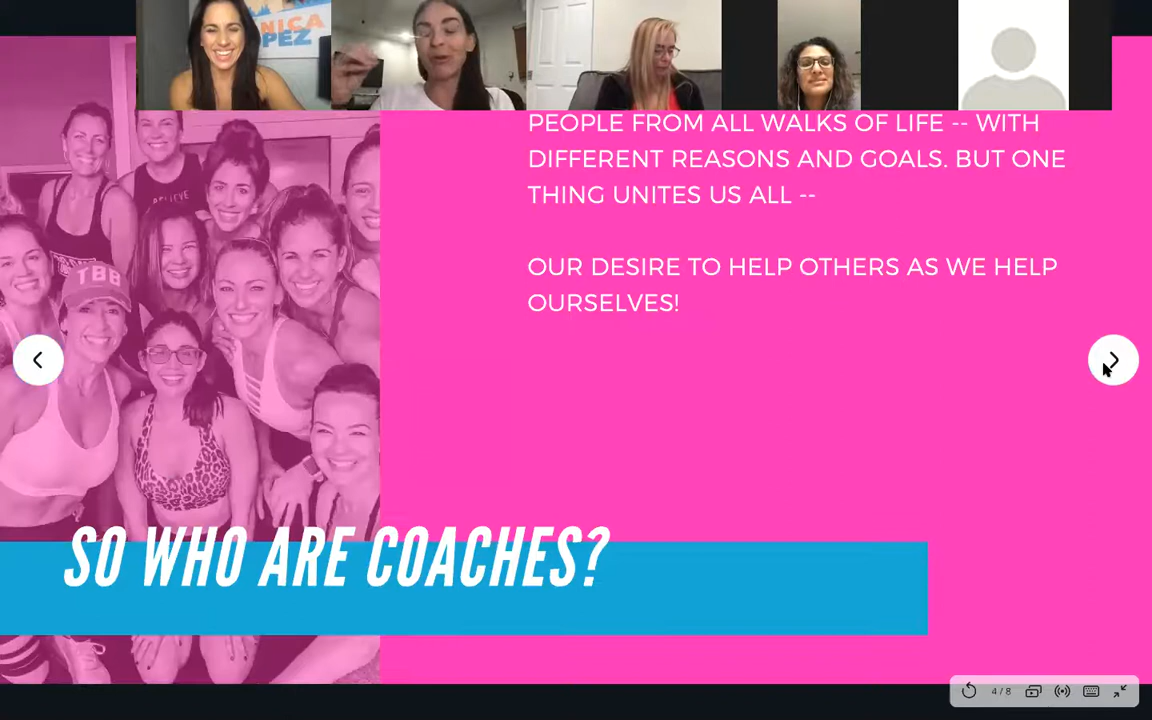 NICA
PEZ
PEOPLE FROM ALL WALKS OF LIFE -- WITH
DIFFERENT REASONS AND GOALS. BUT ONE
THING UNITES US ALL --
OUR DESIRE TO HELP OTHERS AS WE HELP
OURSELVES!
BELIEVE
TBB
SO WHO ARE COACHES?
4 / 8